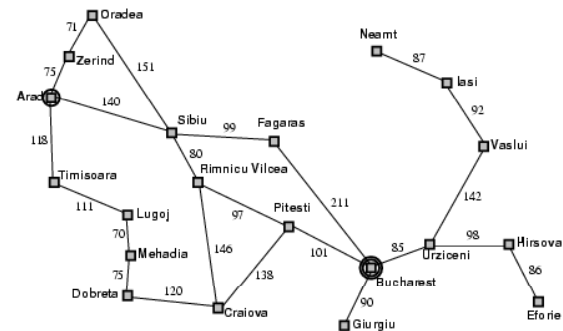 Oradea
71
Neamt
Zerind
87
75
151
Iasi
Arad
140
92
Sibiu
Fagaras
99
118
Vaslui
80
Timisoara
Rimnicu Vilcea
111
Pitesti
211
142
Lugoj
97
70
98
Hirsova
Mehadia
146
101
85
Urziceni
75
138
86
120
Bucharest
Dobreta
90
Craiova
Eforie
Giurgiu